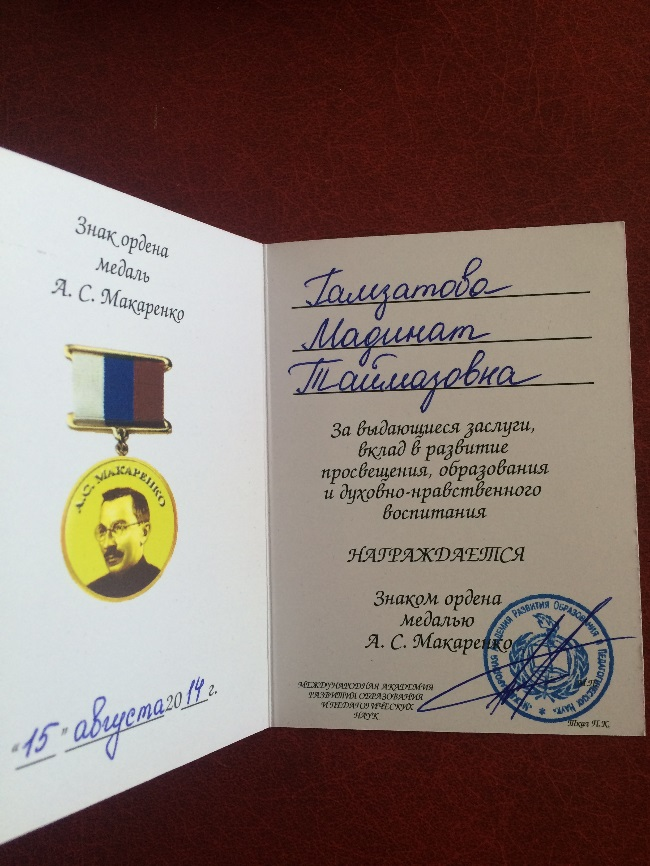 Знак ордена
медаль
А. С. Макаренко
А.С. МАКАРЕНКО
"15" августа 2014 г.
Гамзатова
Мадинат
Таймазовна
За выдающиеся заслуги,
вклад в развитие
просвещения, образования
и духовно-нравственного
воспитания
НАГРАЖДАЕТСЯ
Знаком ордена
медалью
А. С. Макаренко
МЕЖДУНАРОДНАЯ АКАДЕМИЯ
РАЗВИТИЯ ОБРАЗОВАНИЯ
И ПЕДАГОГИЧЕСКИХ
НАУК
Академия Развития Образования и Педагогических Наук
Ткач П.К.